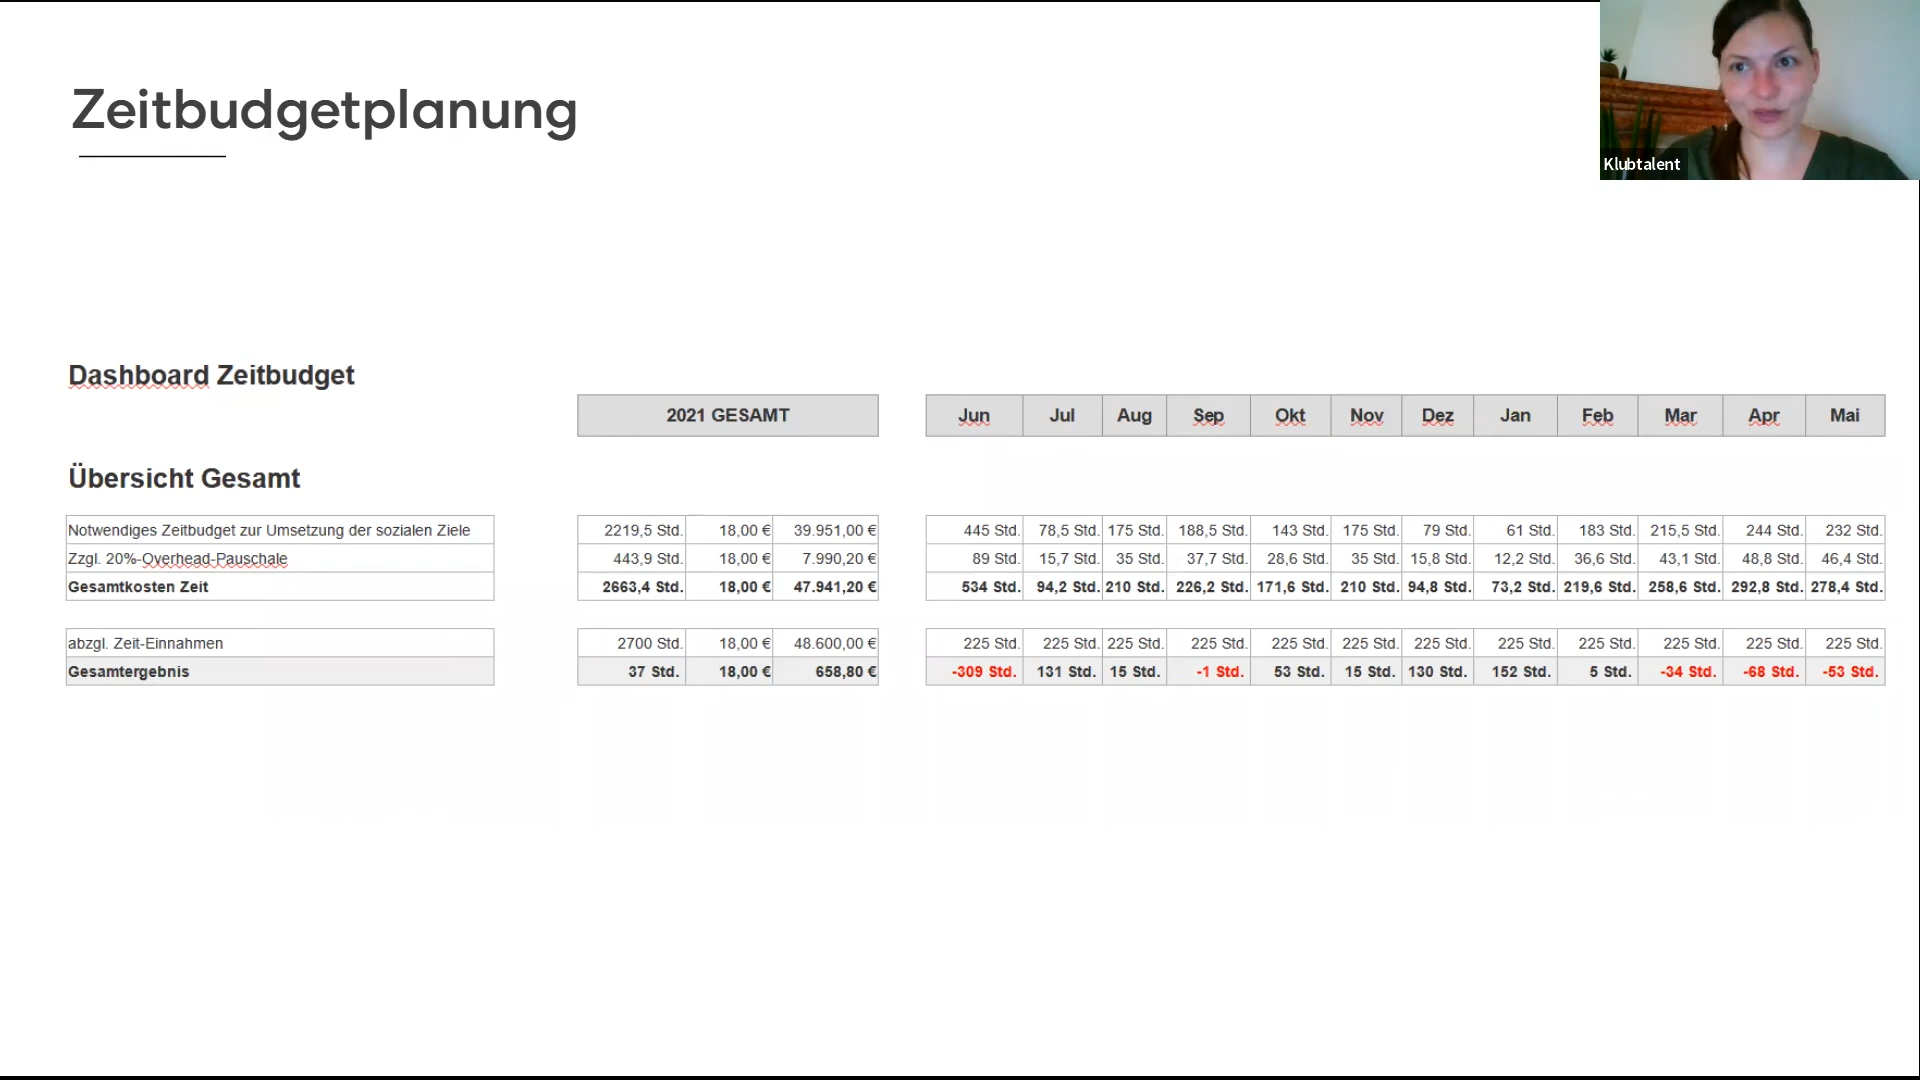 Zeitbudgetplanung
Klubtalent
Dashboard Zeitbudget
2021 GESAMT Jun Jul Aug Sep Okt Nov Dez Jan Feb Mar Apr Mai
Übersicht Gesamt
Notwendiges Zeitbudget zur Umsetzung der sozialen Ziele 2219,5 Std. 18,00 € 39.951,00 € 445 Std. 78,5 Std. 175 Std. 188,5 Std. 143 Std. 175 Std. 79 Std. 61 Std. 183 Std. 215,5 Std. 244 Std. 232 Std.
Zzgl. 20%-Overhead-Pauschale 443,9 Std. 18,00 € 7.990,20 € 89 Std. 15,7 Std. 35 Std. 37,7 Std. 28,6 Std. 35 Std. 15,8 Std. 12,2 Std. 36,6 Std. 43,1 Std. 48,8 Std. 46,4 Std.
Gesamtkosten Zeit 2663,4 Std. 18,00 € 47.941,20 € 534 Std. 94,2 Std. 210 Std. 226,2 Std. 171,6 Std. 210 Std. 94,8 Std. 73,2 Std. 219,6 Std. 258,6 Std. 292,8 Std. 278,4 Std.
abzgl. Zeit-Einnahmen 2700 Std. 18,00 € 48.600,00 € 225 Std. 225 Std. 225 Std. 225 Std. 225 Std. 225 Std. 225 Std. 225 Std. 225 Std. 225 Std. 225 Std. 225 Std.
Gesamtergebnis 37 Std. 18,00 € 658,80 € -309 Std. 131 Std. 15 Std. -1 Std. 53 Std. 15 Std. 130 Std. 152 Std. 5 Std. -34 Std. -68 Std. -53 Std.